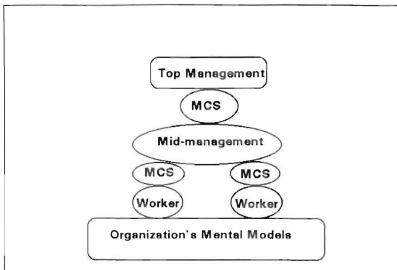 Top Management
MCS
Mid-management
MCS MCS
Worker Worker
Organization's Mental Models